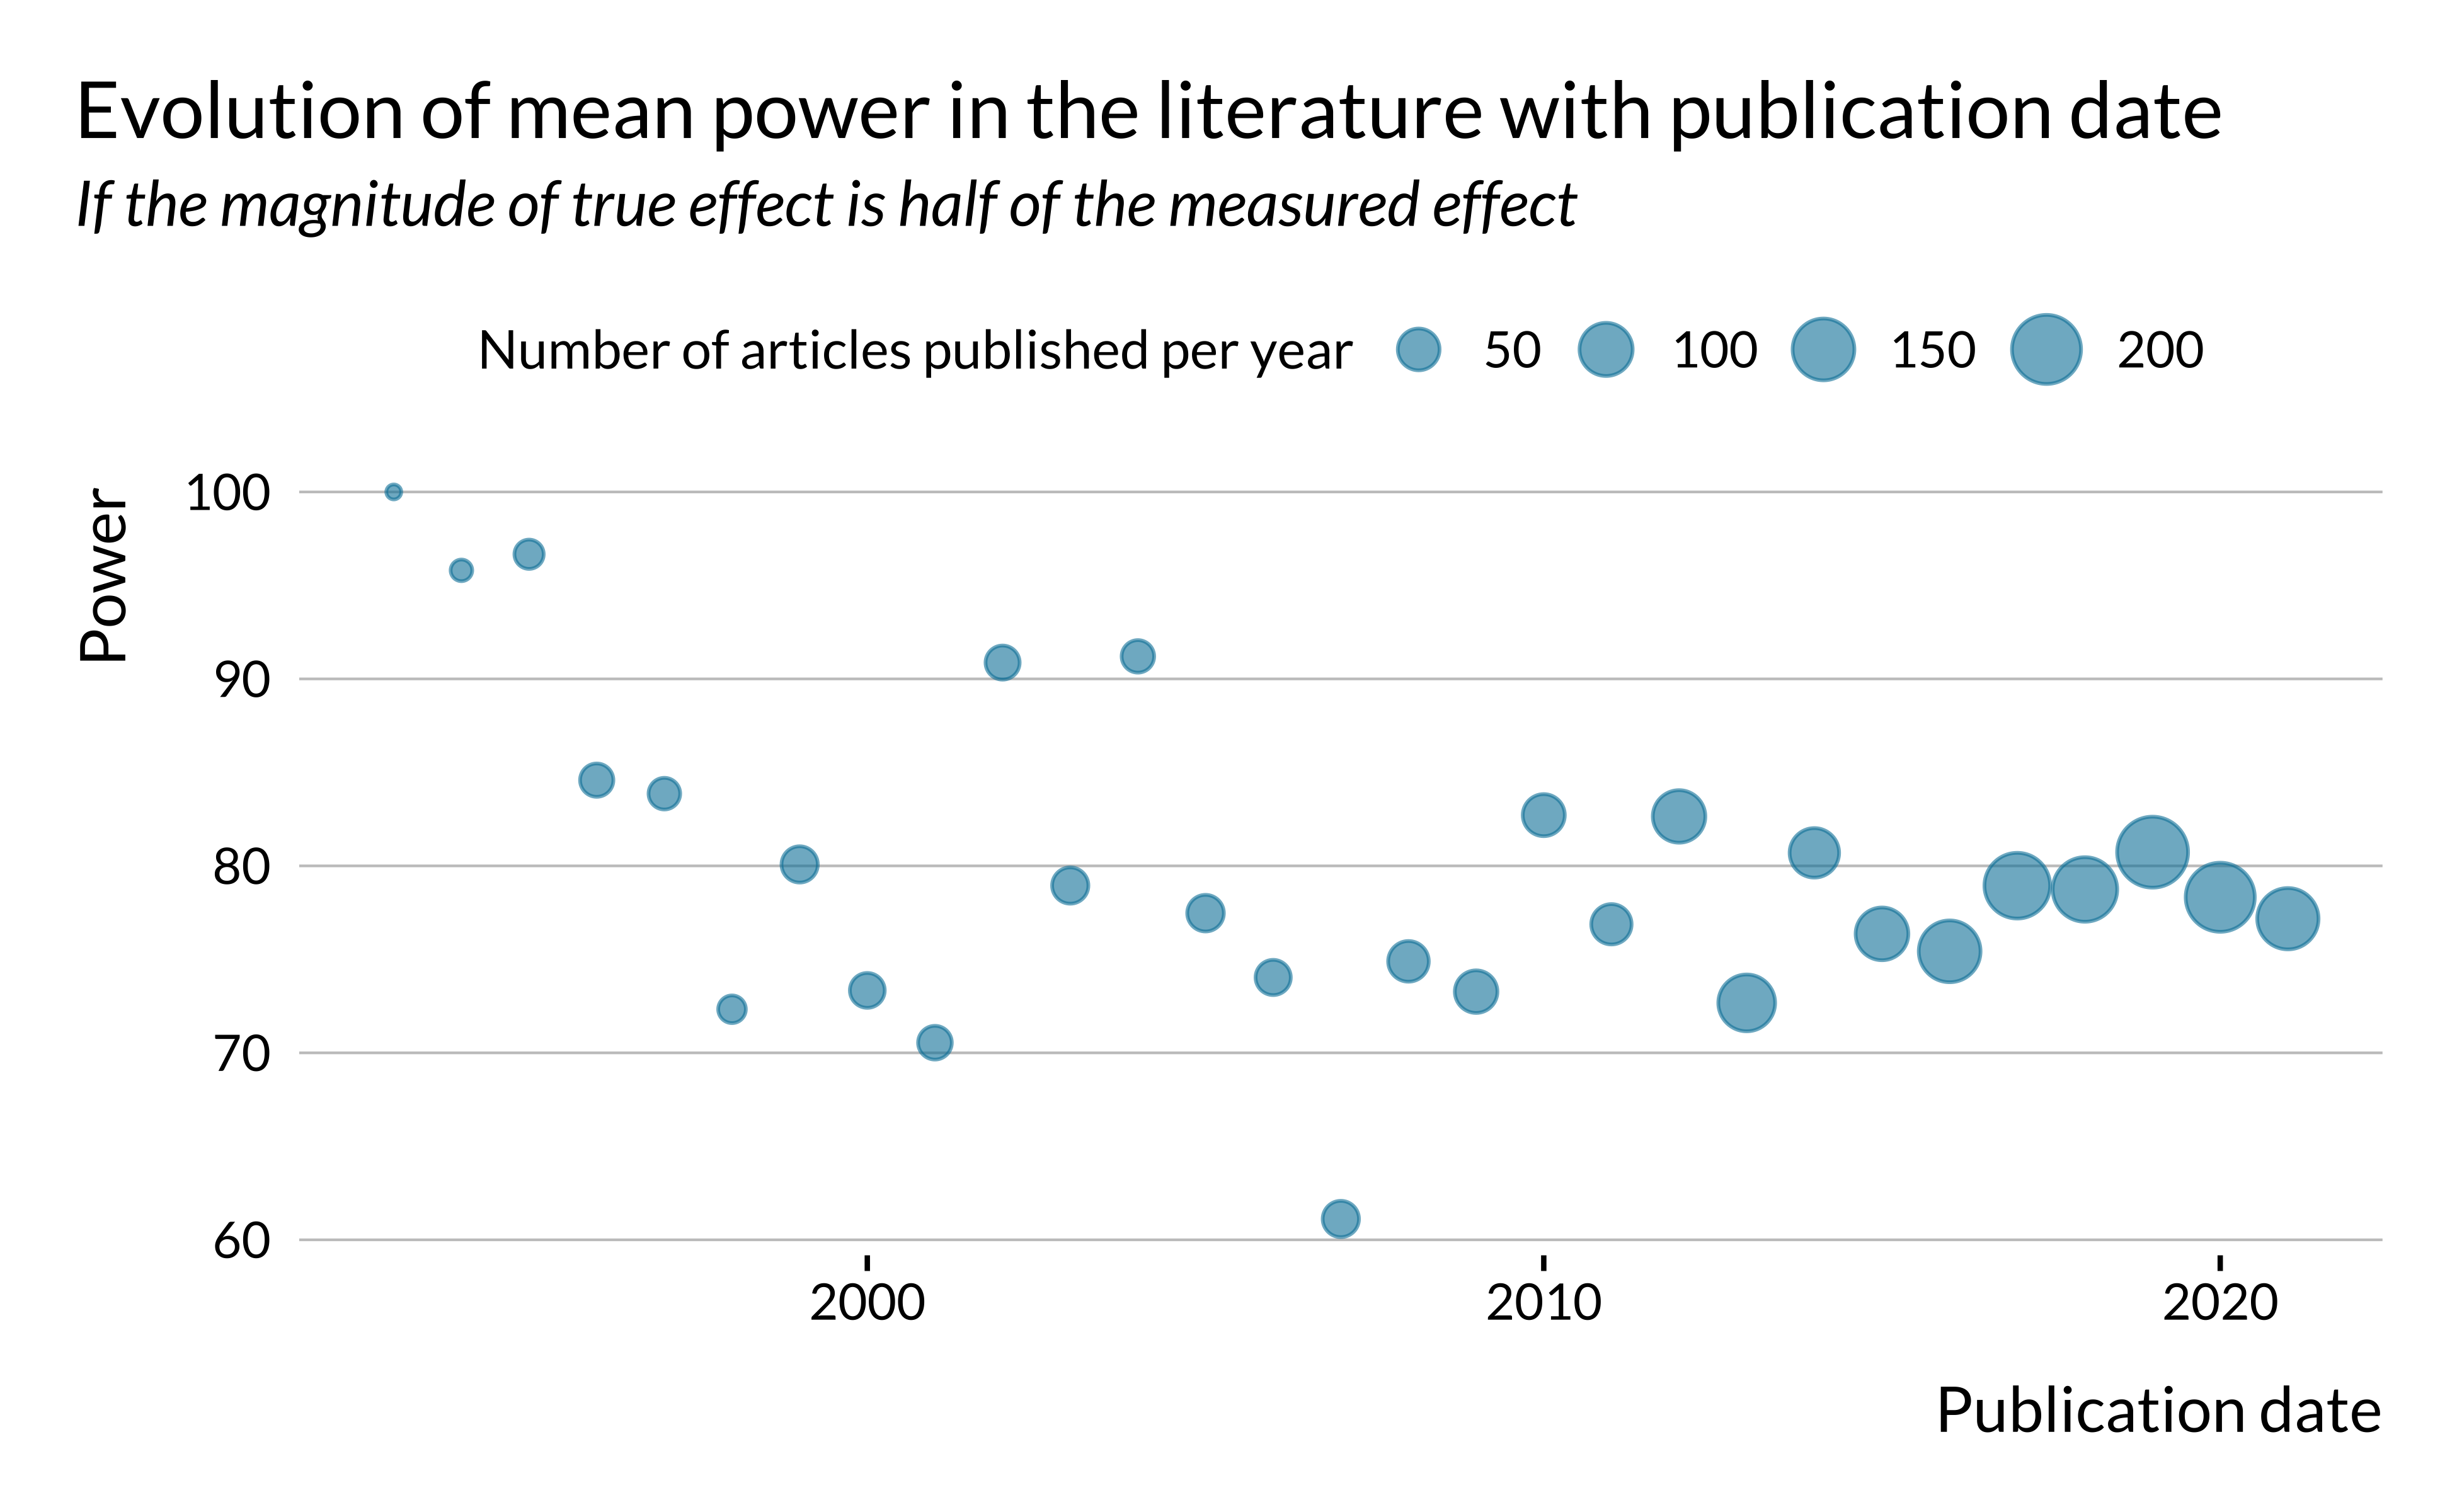 Evolution of mean power in the literature with publication date
If the magnitude of true effect is half of the measured effect
Number of articles published per year 50 100 150 200
Power
100
90
80
70
60
2000 2010 2020
Publication date